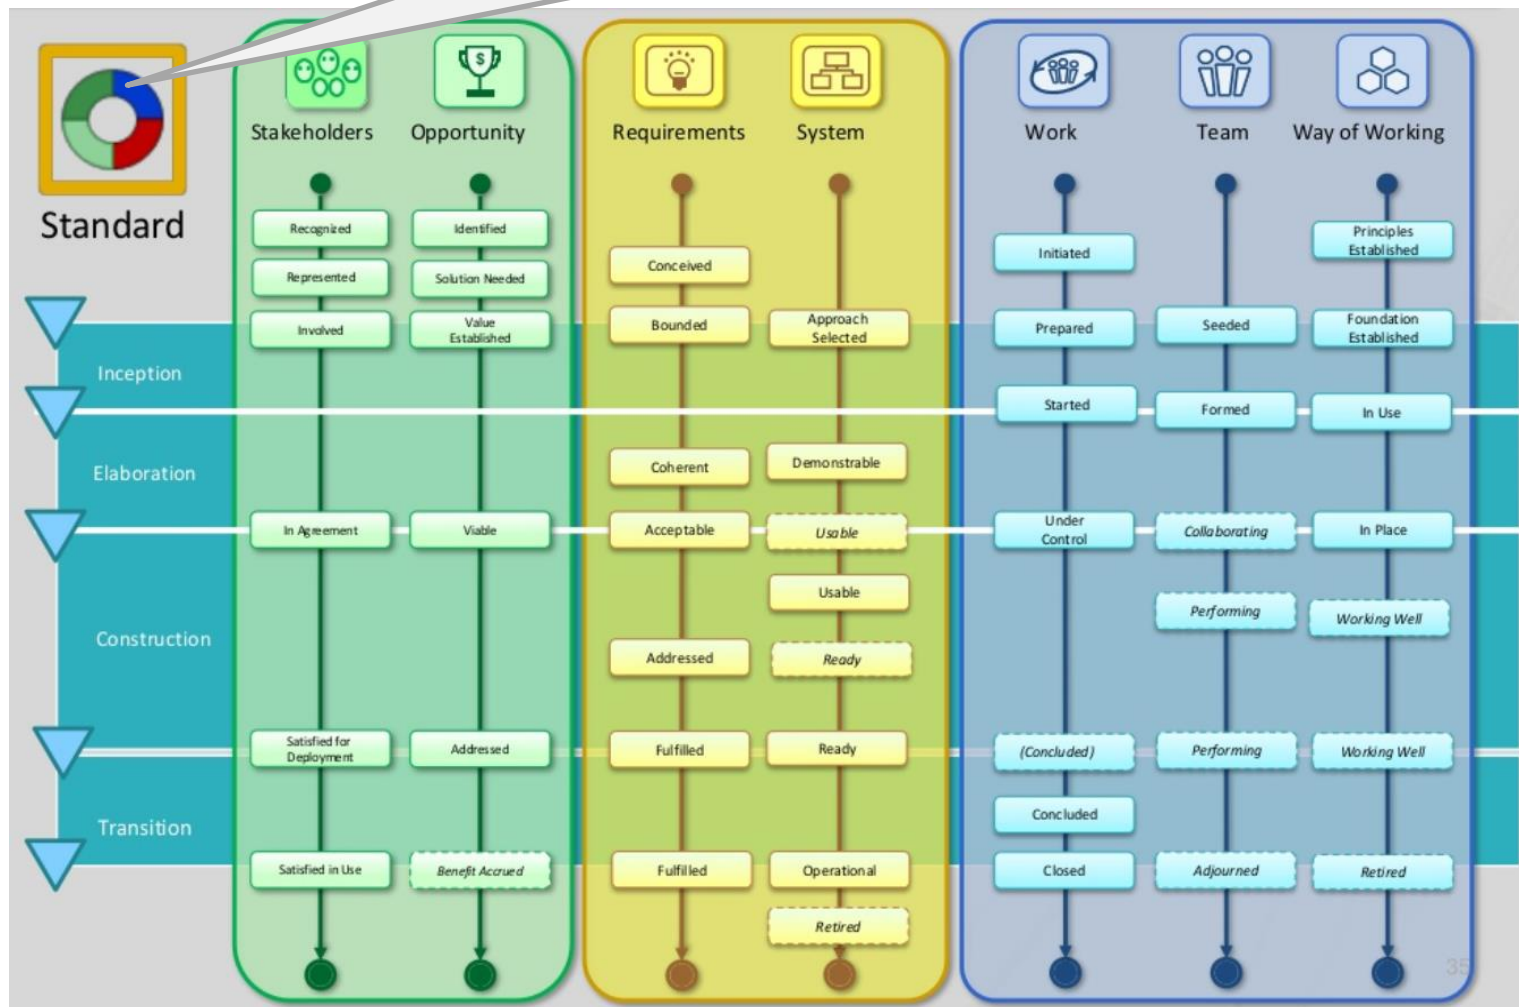 Standard
Stakeholders
Opportunity
Requirements
System
Work
Team
Way of Working
Recognized
Identified
Principles
Established
Initiated
Conceived
Represented
Solution Needed
Involved
Value
Established
Bounded
Approach
Selected
Prepared
Seeded
Foundation
Established
Inception
Started
Formed
In Use
Elaboration
Coherent
Demonstrable
In Agreement
Viable
Acceptable
Usable
Under
Control
Collaborating
In Place
Usable
Performing
Working Well
Construction
Addressed
Ready
Satisfied for
Deployment
Addressed
Fulfilled
Ready
(Concluded)
Performing
Working Well
Transition
Concluded
Satisfied in Use
Benefit Accrued
Fulfilled
Operational
Closed
Adjourned
Retired
Retired
35